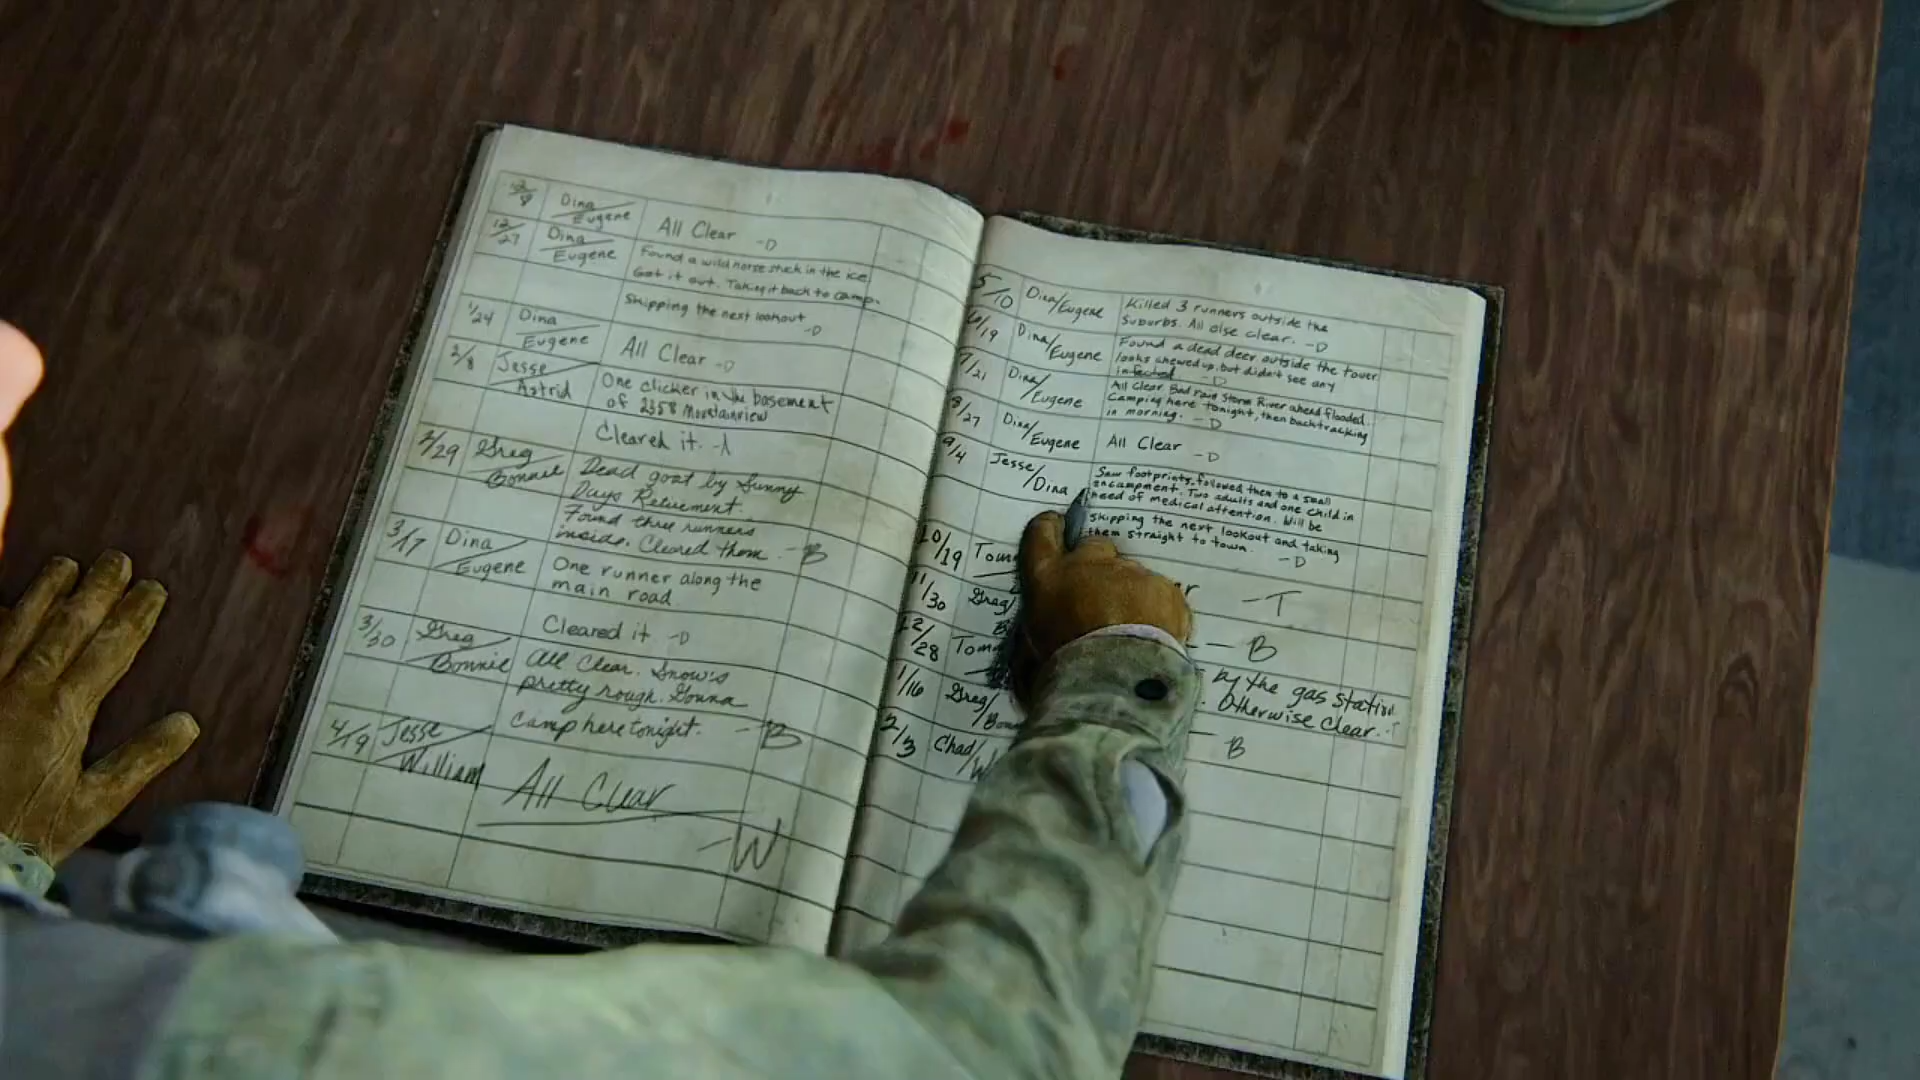 12/9 Dina/Eugene All Clear -D
12/27 Dina/Eugene Found a wild horse stuck in the ice.
Got it out. Taking it back to camp.
Skipping the next lookout -D
1/24 Dina/Eugene All Clear -D
2/8 Jesse/Astrid One clicker in the basement
of 2358 Mountainview
Cleared it. -A
2/29 Greg/Bonnie Dead goat by Sunny
Days Retirement.
Found three runners
inside. Cleared them. -B
3/17 Dina/Eugene One runner along the
main road.
Cleared it -D
3/30 Greg/Bonnie All Clear. Snow's
pretty rough. Gonna
camp here tonight. -B
4/19 Jesse/William All Clear
-W
5/10 Dina/Eugene Killed 3 runners outside the
suburbs. All else clear. -D
6/19 Dina/Eugene Found a dead deer outside the tower
looks chewed up, but didn't see any
infected -D
7/21 Dina/Eugene All clear. Bad rain storm River ahead flooded.
Camping here tonight, then backtracking
in morning. -D
8/27 Dina/Eugene All Clear -D
9/4 Jesse/Dina Saw footprints, followed them to a small
encampment. Two adults and one child in
need of medical attention. Will be
skipping the next lookout and taking
them straight to town. -D
10/19 Tomm -T
11/30 Greg/ - B
12/28 Tomm by the gas station
. Otherwise clear.
1/16 Greg/Bonn - B
2/3 Chad/W